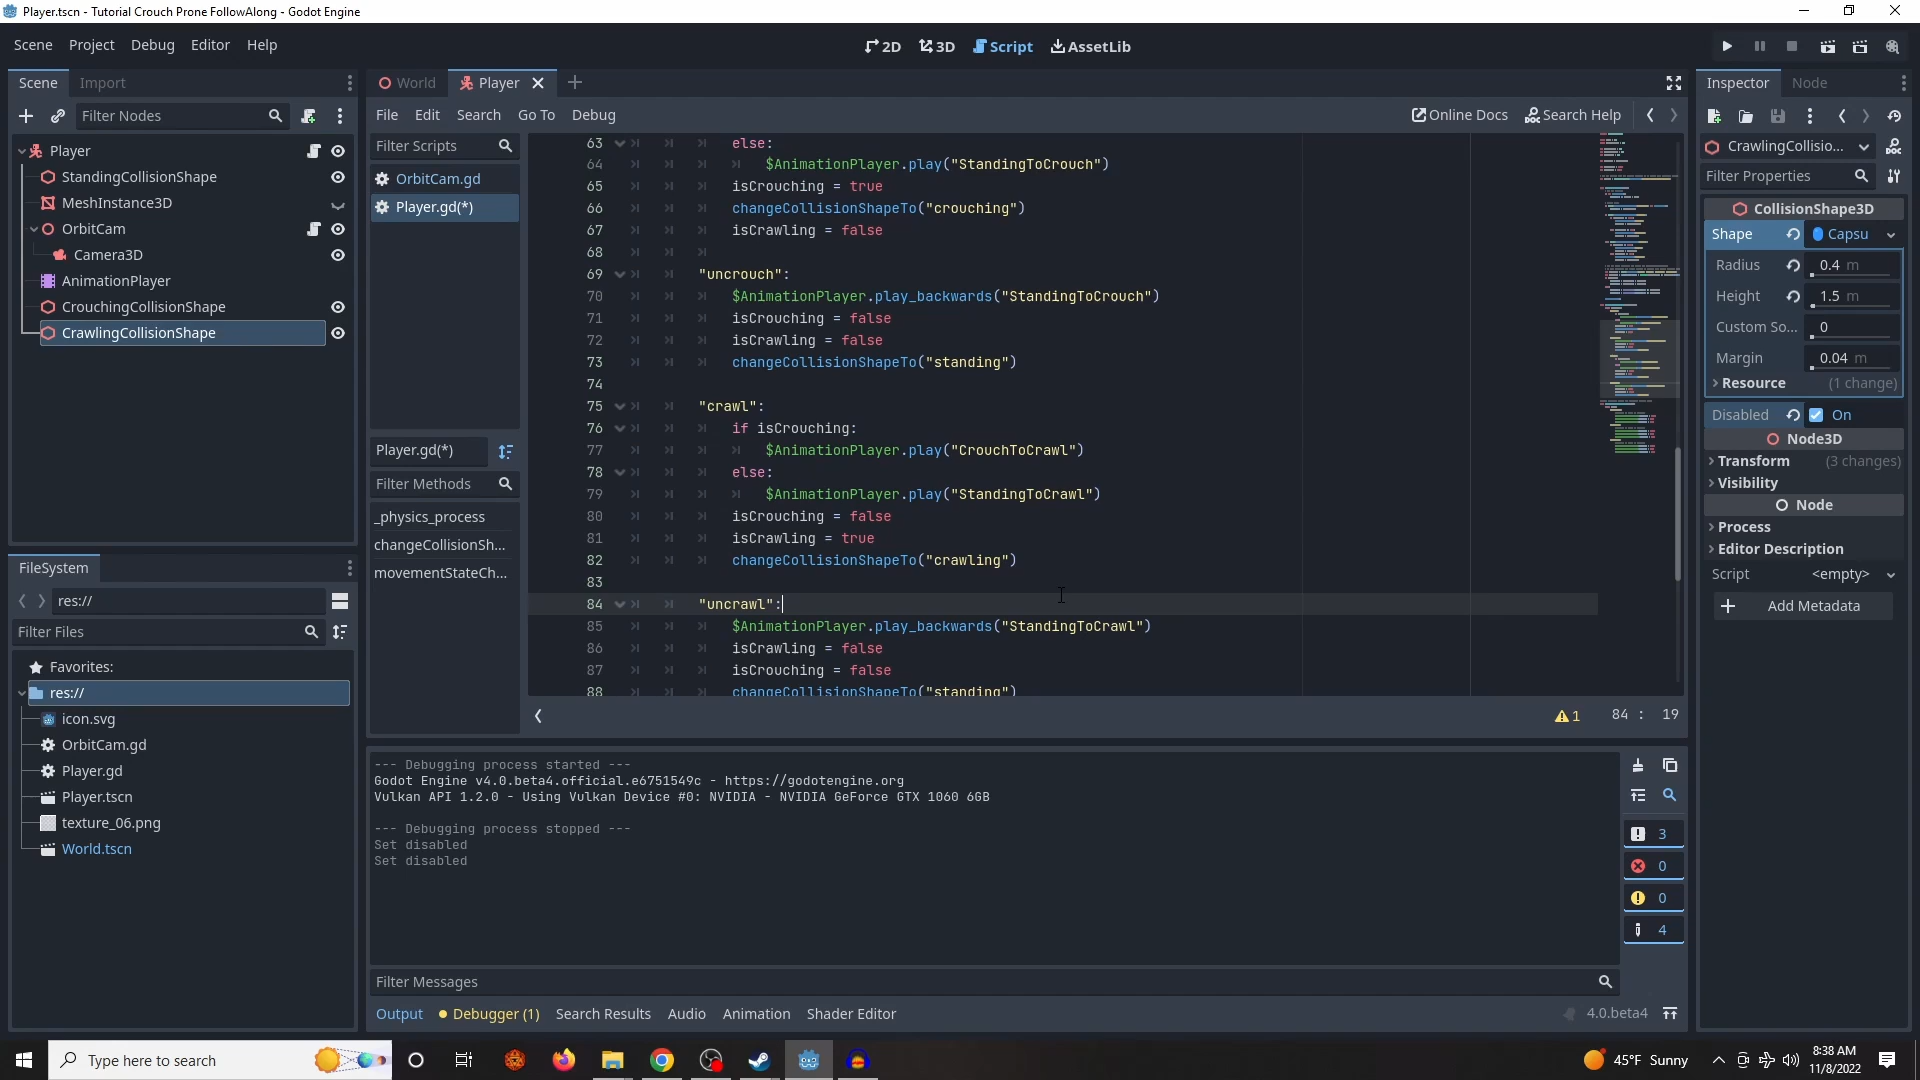 Player.tscn - Tutorial Crouch Prone FollowAlong - Godot Engine
Scene Project Debug Editor Help
2D 3D Script AssetLib
Scene Import
Filter Nodes
Player
StandingCollisionShape
MeshInstance3D
OrbitCam
Camera3D
AnimationPlayer
CrouchingCollisionShape
CrawlingCollisionShape
FileSystem
res://
Filter Files
Favorites:
res://
icon.svg
OrbitCam.gd
Player.gd
Player.tscn
texture_06.png
World.tscn
World Player
File Edit Search Go To Debug
Online Docs Search Help
Filter Scripts
OrbitCam.gd
Player.gd(*)
Player.gd(*)
Filter Methods
_physics_process
changeCollisionSh...
movementStateCh...
63 else:
64 $AnimationPlayer.play("StandingToCrouch")
65 isCrouching = true
66 changeCollisionShapeTo("crouching")
67 isCrawling = false
68
69 "uncrouch":
70 $AnimationPlayer.play_backwards("StandingToCrouch")
71 isCrouching = false
72 isCrawling = false
73 changeCollisionShapeTo("standing")
74
75 "crawl":
76 if isCrouching:
77 $AnimationPlayer.play("CrouchToCrawl")
78 else:
79 $AnimationPlayer.play("StandingToCrawl")
80 isCrouching = false
81 isCrawling = true
82 changeCollisionShapeTo("crawling")
83
84 "uncrawl":
85 $AnimationPlayer.play_backwards("StandingToCrawl")
86 isCrawling = false
87 isCrouching = false
88 changeCollisionShapeTo("standing")
1 84 : 19
--- Debugging process started ---
Godot Engine v4.0.beta4.official.e6751549c - https://godotengine.org
Vulkan API 1.2.0 - Using Vulkan Device #0: NVIDIA - NVIDIA GeForce GTX 1060 6GB
--- Debugging process stopped ---
Set disabled
Set disabled
3
0
0
4
Filter Messages
Output Debugger (1) Search Results Audio Animation Shader Editor 4.0.beta4
Inspector Node
CrawlingCollisio...
Filter Properties
CollisionShape3D
Shape Capsu
Radius 0.4 m
Height 1.5 m
Custom So... 0
Margin 0.04 m
Resource (1 change)
Disabled On
Node3D
Transform (3 changes)
Visibility
Node
Process
Editor Description
Script <empty>
Add Metadata
Type here to search
45°F Sunny
8:38 AM
11/8/2022